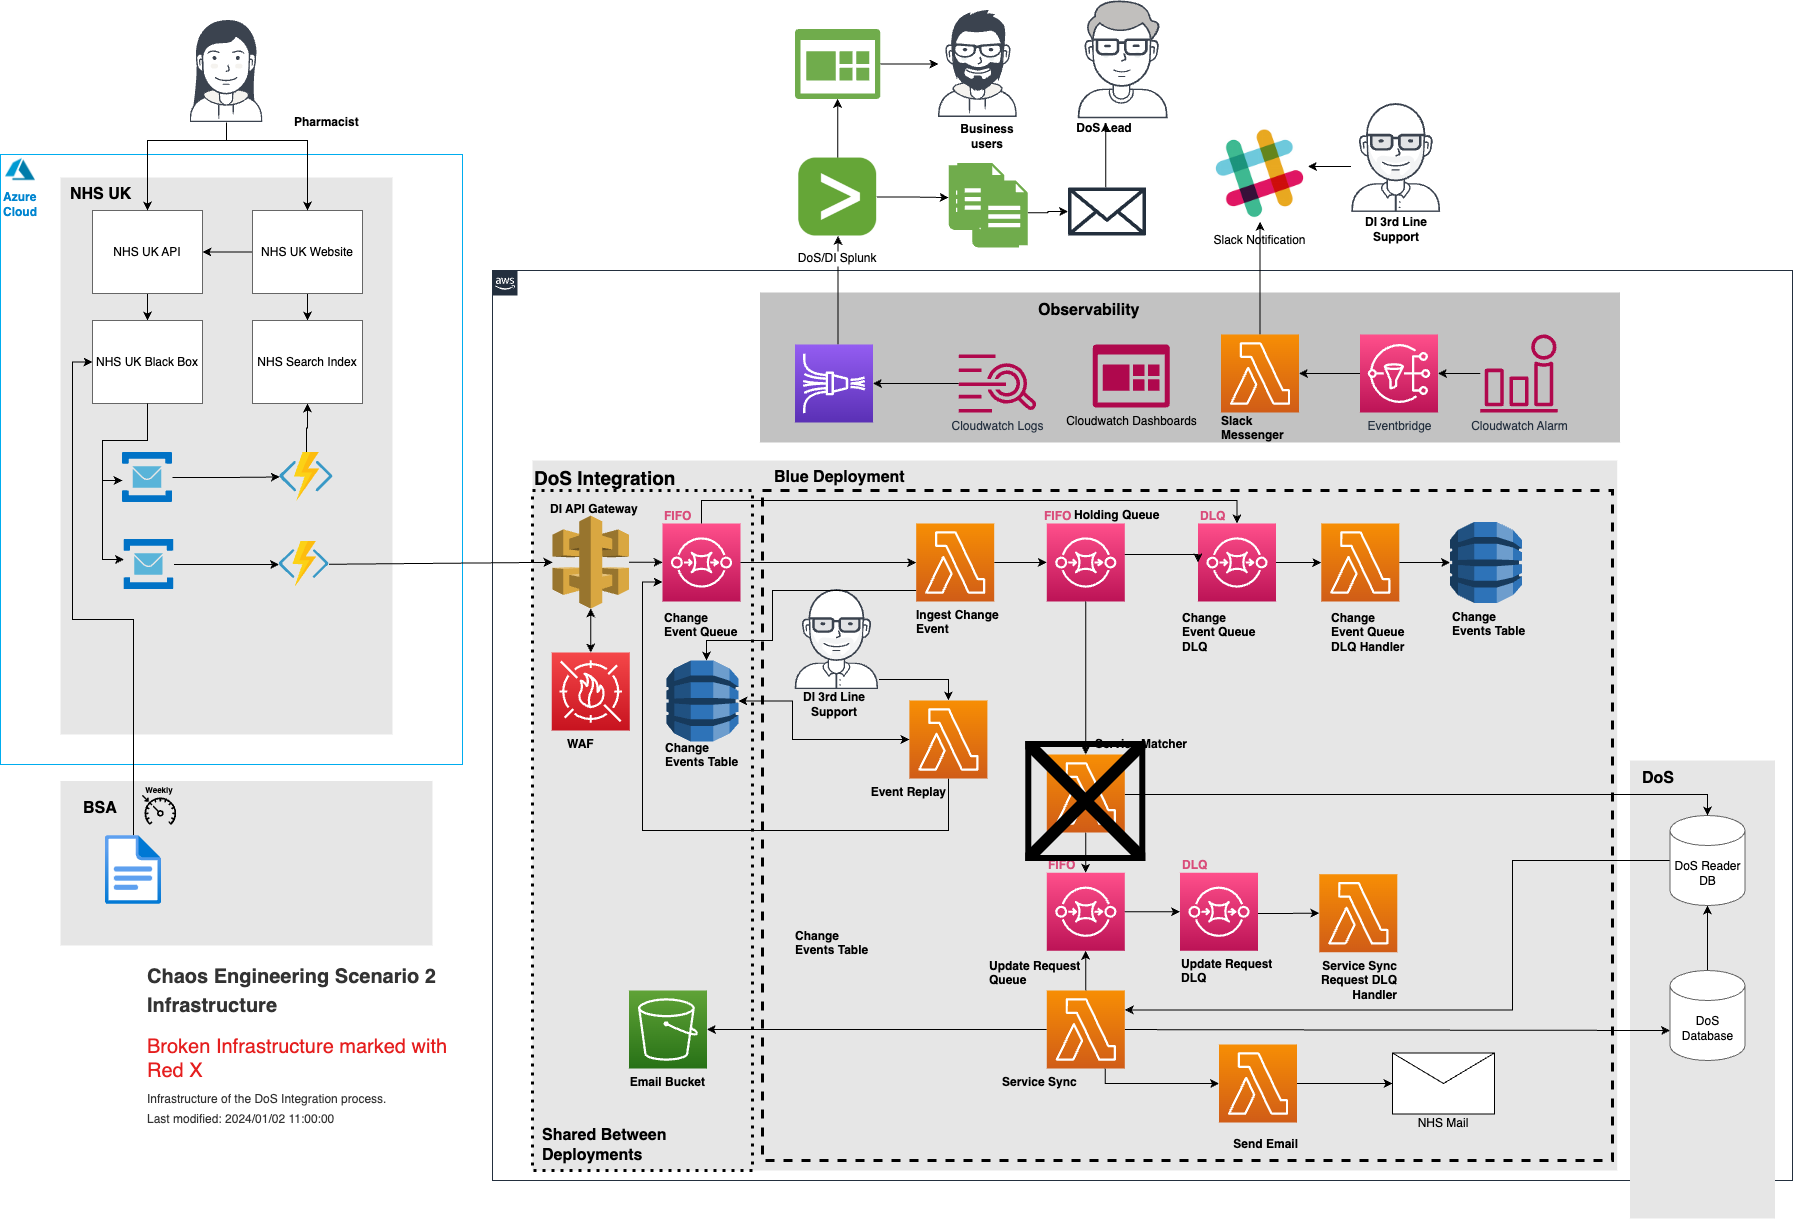 Pharmacist
Business
users
DoS Lead
DI 3rd Line
Support
Slack Notification
DoS/DI Splunk
Azure
Cloud
NHS UK
NHS UK API
NHS UK Website
NHS UK Black Box
NHS Search Index
aws
Observability
Cloudwatch Logs
Cloudwatch Dashboards
Slack
Messenger
Eventbridge
Cloudwatch Alarm
DoS Integration
Blue Deployment
DI API Gateway
FIFO
Change
Event Queue
WAF
Change
Events Table
Ingest Change
Event
FIFO Holding Queue
DLQ
Change
Event Queue
DLQ
Change
Event Queue
DLQ Handler
Change
Events Table
DI 3rd Line
Support
Event Replay
Service Matcher
FIFO
DLQ
Update Request
Queue
Update Request
DLQ
Service Sync
Request DLQ
Handler
Change
Events Table
Email Bucket
Service Sync
Send Email
NHS Mail
Shared Between
Deployments
DoS
DoS Reader
DB
DoS
Database
BSA
Weekly
Chaos Engineering Scenario 2
Infrastructure
Broken Infrastructure marked with
Red X
Infrastructure of the DoS Integration process.
Last modified: 2024/01/02 11:00:00